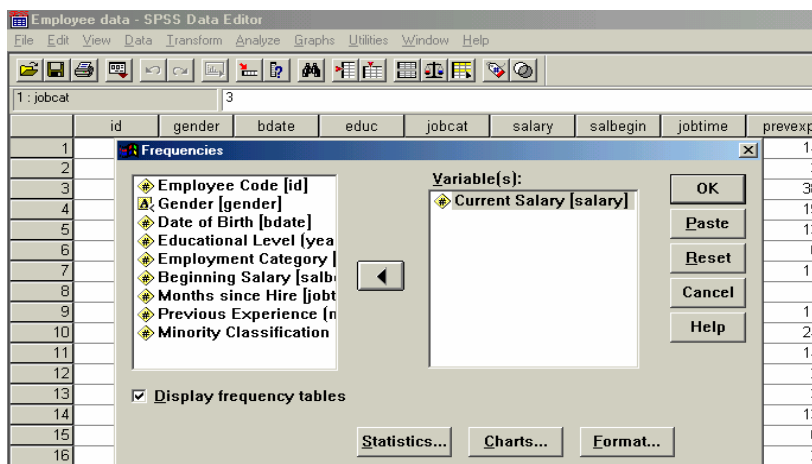 Employee data - SPSS Data Editor
File Edit View Data Transform Analyze Graphs Utilities Window Help
1 : jobcat 3
id gender bdate educ jobcat salary salbegin jobtime prevexp
1
2
3
4
5
6
7
8
9
10
11
12
13
14
15
16
Frequencies
Employee Code [id]
Gender [gender]
Date of Birth [bdate]
Educational Level (yea
Employment Category [
Beginning Salary [salb
Months since Hire [jobt
Previous Experience (m
Minority Classification
Variable(s):
Current Salary [salary]
OK
Paste
Reset
Cancel
Help
Display frequency tables
Statistics... Charts... Format...